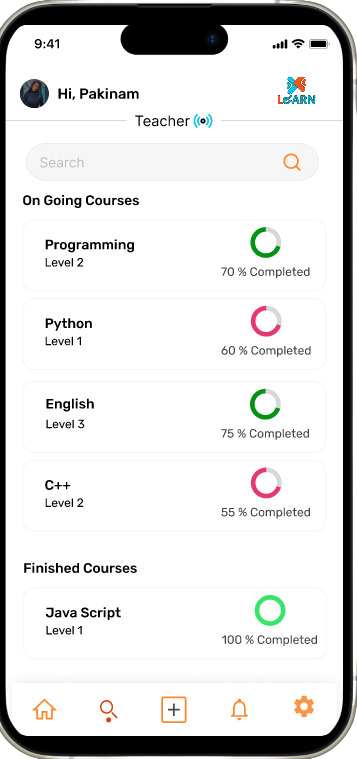 9:41
Hi, Pakinam
LeARN
Teacher
Search
On Going Courses
Programming
Level 2
70 % Completed
Python
Level 1
60 % Completed
English
Level 3
75 % Completed
C++
Level 2
55 % Completed
Finished Courses
Java Script
Level 1
100 % Completed